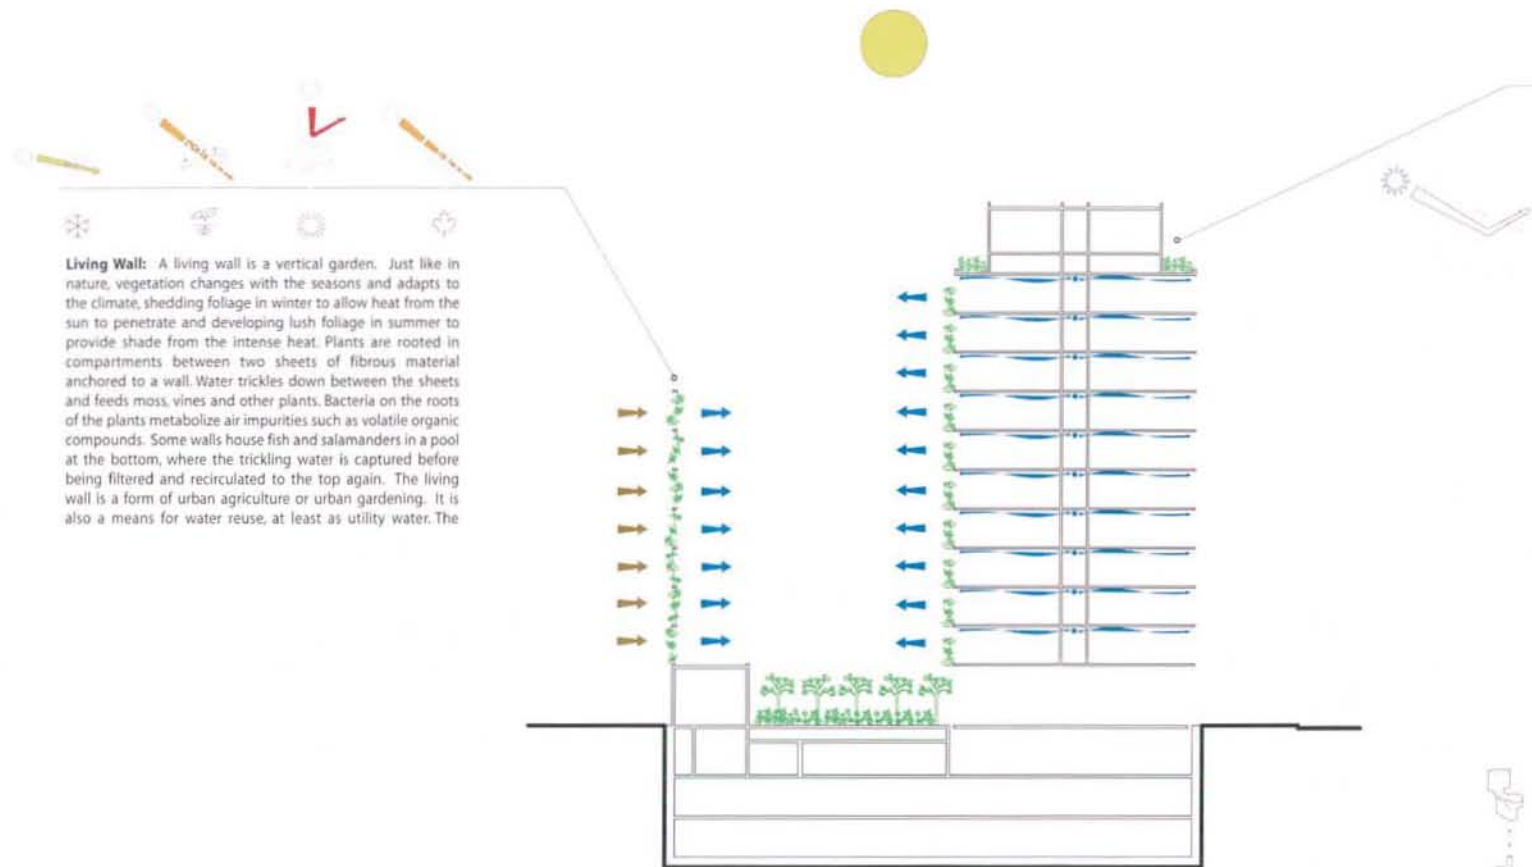 Living Wall: A living wall is a vertical garden. Just like in
nature, vegetation changes with the seasons and adapts to
the climate, shedding foliage in winter to allow heat from the
sun to penetrate and developing lush foliage in summer to
provide shade from the intense heat. Plants are rooted in
compartments between two sheets of fibrous material
anchored to a wall. Water trickles down between the sheets
and feeds moss, vines and other plants. Bacteria on the roots
of the plants metabolize air impurities such as volatile organic
compounds. Some walls house fish and salamanders in a pool
at the bottom, where the trickling water is captured before
being filtered and recirculated to the top again. The living
wall is a form of urban agriculture or urban gardening. It is
also a means for water reuse, at least as utility water. The